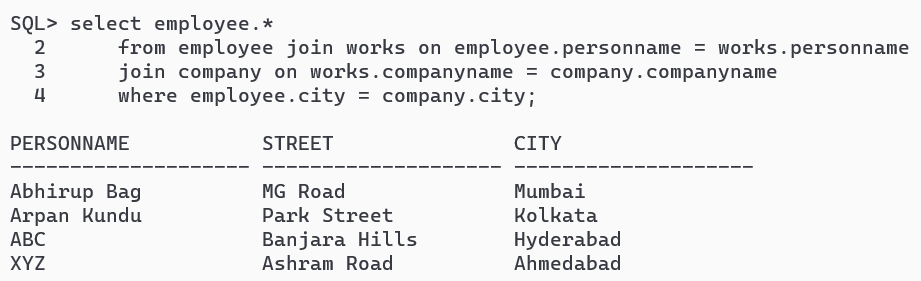 SQL> select employee.*
  2      from employee join works on employee.personname = works.personname
  3      join company on works.companyname = company.companyname
  4      where employee.city = company.city;

PERSONNAME           STREET               CITY
-------------------- -------------------- --------------------
Abhirup Bag          MG Road              Mumbai
Arpan Kundu          Park Street          Kolkata
ABC                  Banjara Hills        Hyderabad
XYZ                  Ashram Road          Ahmedabad